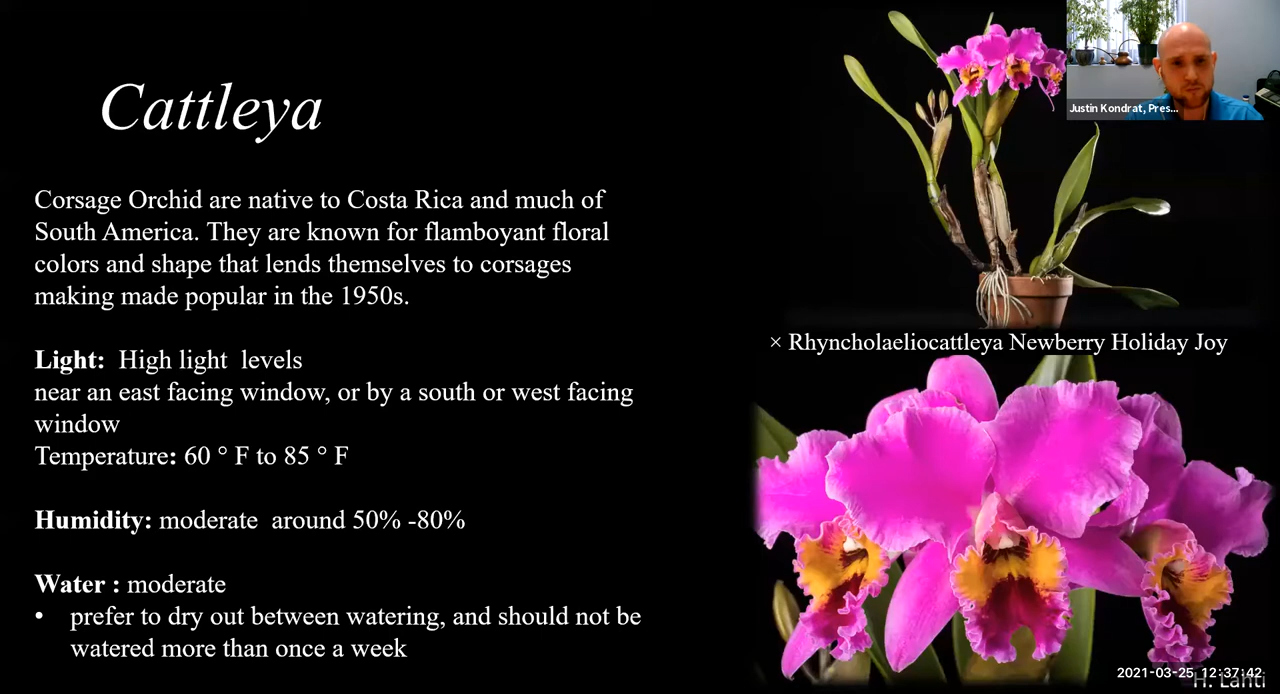 Cattleya
Corsage Orchid are native to Costa Rica and much of
South America. They are known for flamboyant floral
colors and shape that lends themselves to corsages
making made popular in the 1950s.
Light:  High light  levels
near an east facing window, or by a south or west facing
window
Temperature: 60 ° F to 85 ° F
Humidity: moderate  around 50% -80%
Water : moderate
• prefer to dry out between watering, and should not be
watered more than once a week
Justin Kondrat, Pres...
× Rhyncholaeliocattleya Newberry Holiday Joy
2021-03-25 12:37:42
H. Lahti